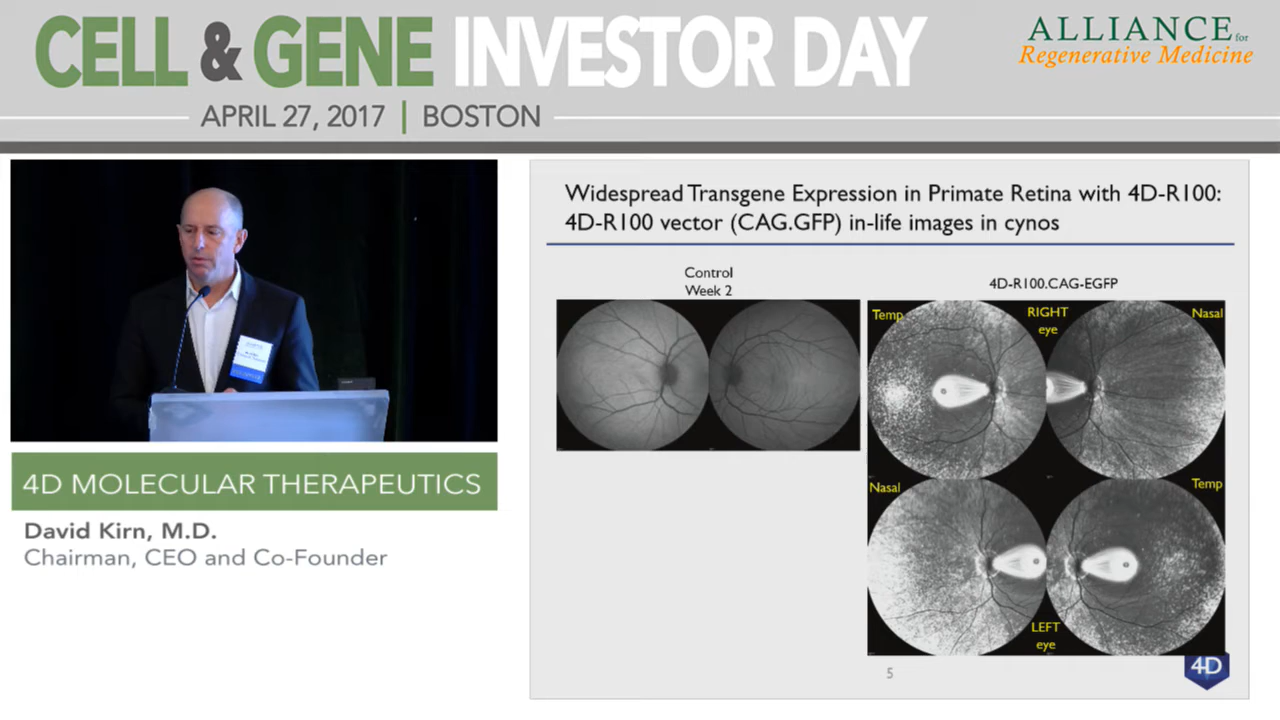 CELL & GENE INVESTOR DAY
APRIL 27, 2017 | BOSTON
ALLIANCE for
Regenerative Medicine
4D MOLECULAR THERAPEUTICS
David Kirn, M.D.
Chairman, CEO and Co-Founder
Widespread Transgene Expression in Primate Retina with 4D-R100:
4D-R100 vector (CAG.GFP) in-life images in cynos
Control
Week 2
4D-R100.CAG-EGFP
Temp
RIGHT
eye
Nasal
Nasal
Temp
LEFT
eye
5
4D